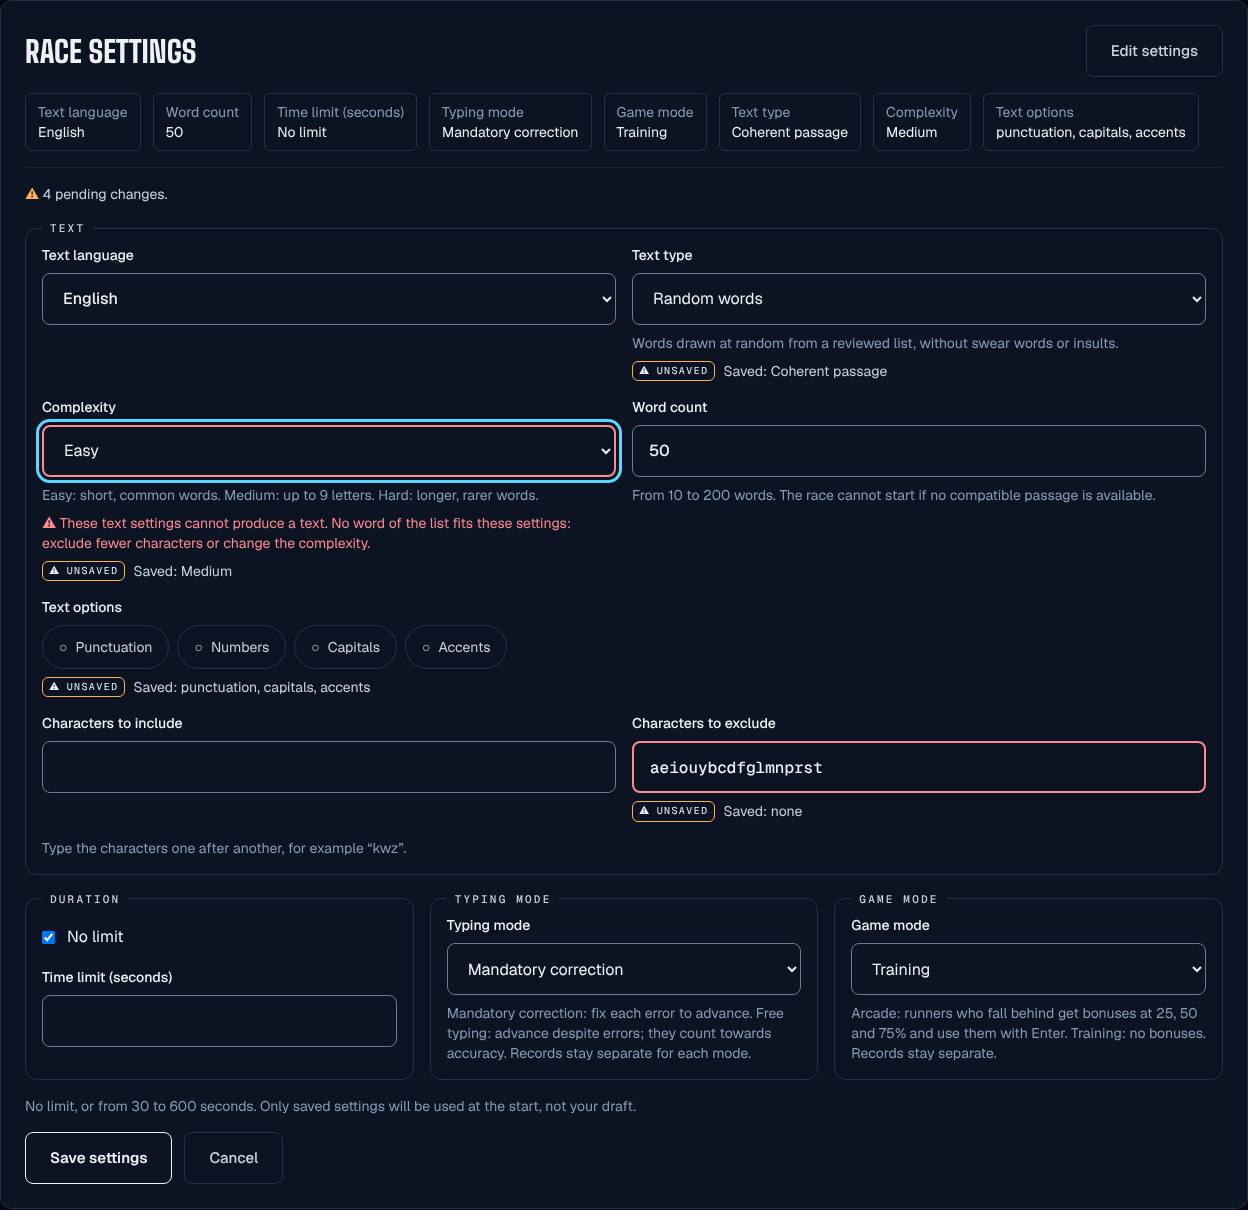 RACE SETTINGS
Edit settings
Text language
English
Word count
50
Time limit (seconds)
No limit
Typing mode
Mandatory correction
Game mode
Training
Text type
Coherent passage
Complexity
Medium
Text options
punctuation, capitals, accents
4 pending changes.
TEXT
Text language
English
Text type
Random words
Words drawn at random from a reviewed list, without swear words or insults.
UNSAVED Saved: Coherent passage
Complexity
Easy
Easy: short, common words. Medium: up to 9 letters. Hard: longer, rarer words.
These text settings cannot produce a text. No word of the list fits these settings:
exclude fewer characters or change the complexity.
UNSAVED Saved: Medium
Word count
50
From 10 to 200 words. The race cannot start if no compatible passage is available.
Text options
Punctuation
Numbers
Capitals
Accents
UNSAVED Saved: punctuation, capitals, accents
Characters to include
Characters to exclude
aeiouybcdfglmnprst
UNSAVED Saved: none
Type the characters one after another, for example “kwz”.
DURATION
No limit
Time limit (seconds)
TYPING MODE
Typing mode
Mandatory correction
Mandatory correction: fix each error to advance. Free
typing: advance despite errors; they count towards
accuracy. Records stay separate for each mode.
GAME MODE
Game mode
Training
Arcade: runners who fall behind get bonuses at 25, 50
and 75% and use them with Enter. Training: no bonuses.
Records stay separate.
No limit, or from 30 to 600 seconds. Only saved settings will be used at the start, not your draft.
Save settings
Cancel